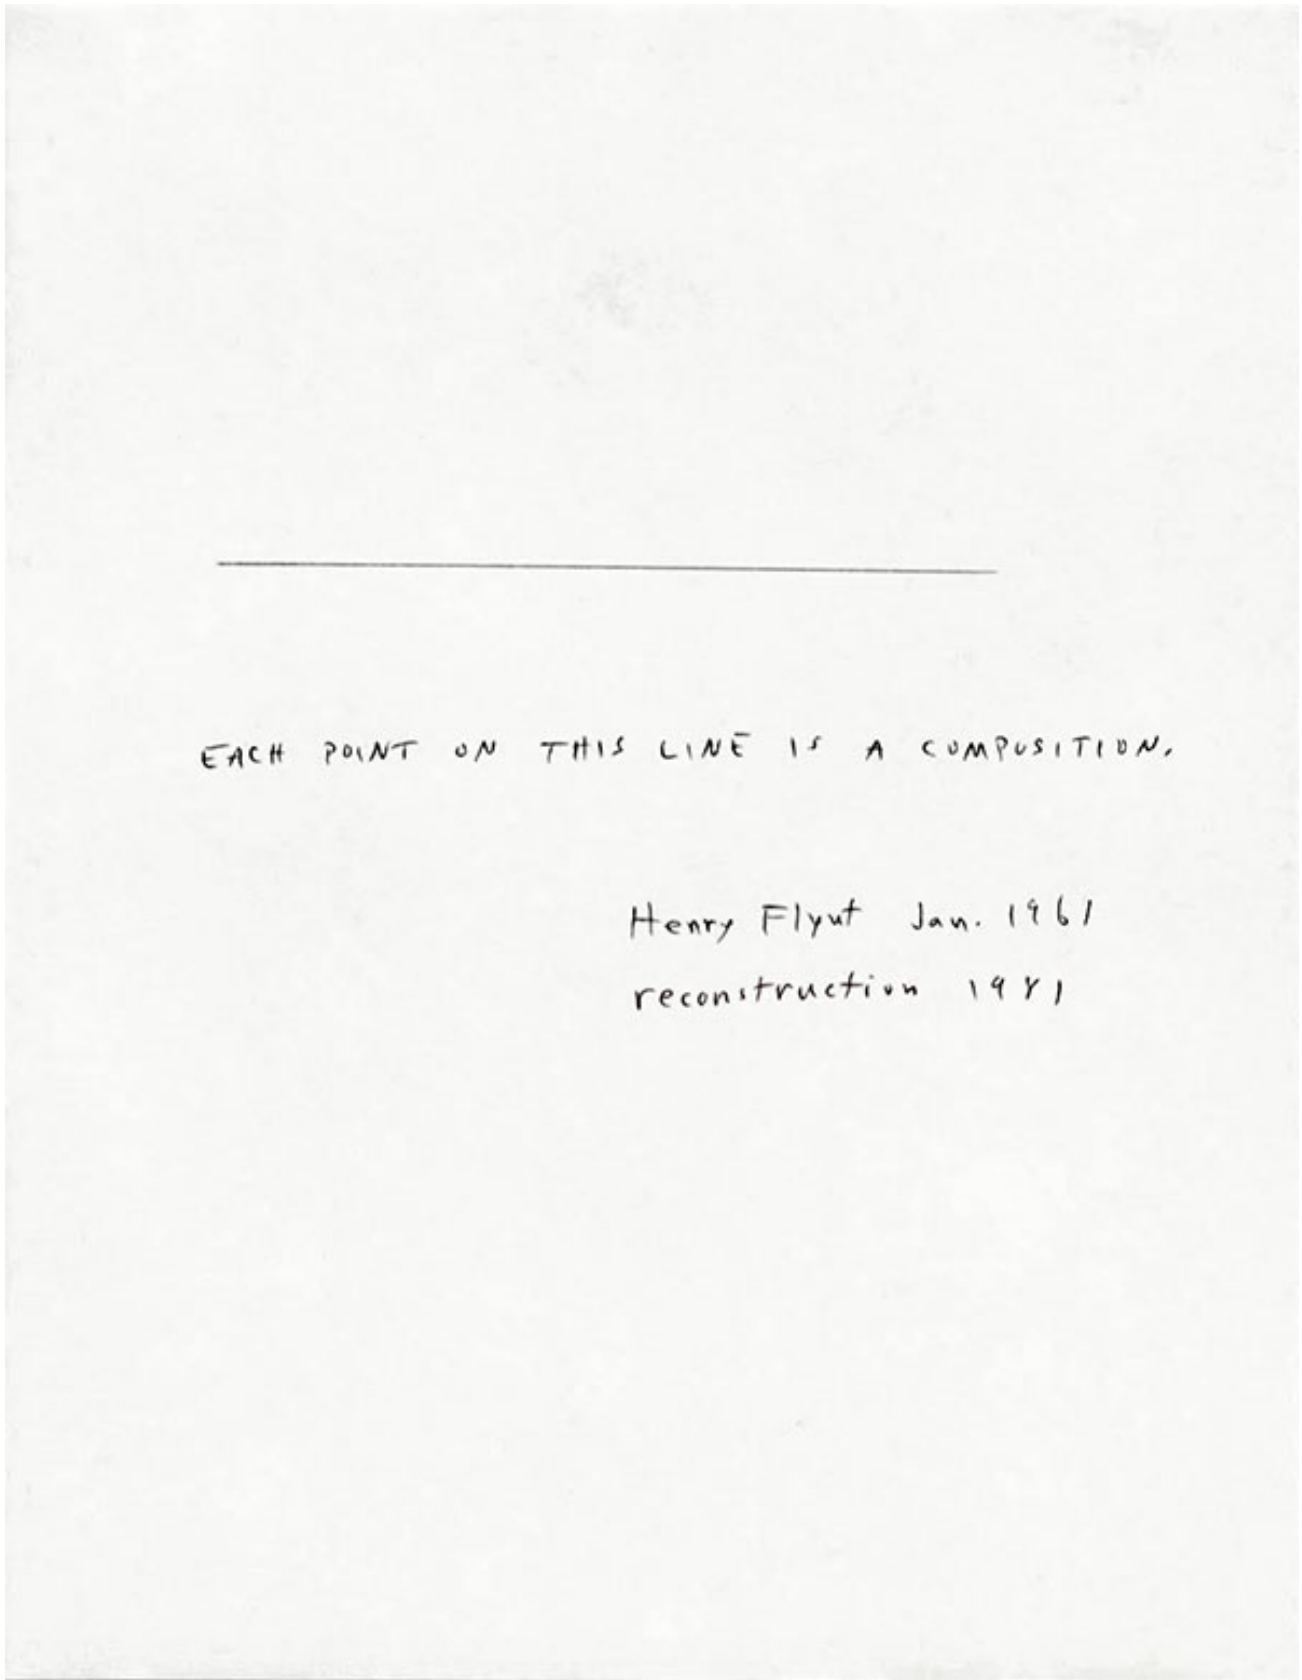 EACH POINT ON THIS LINE IS A COMPOSITION.
Henry Flynt Jan. 1961
reconstruction 1981